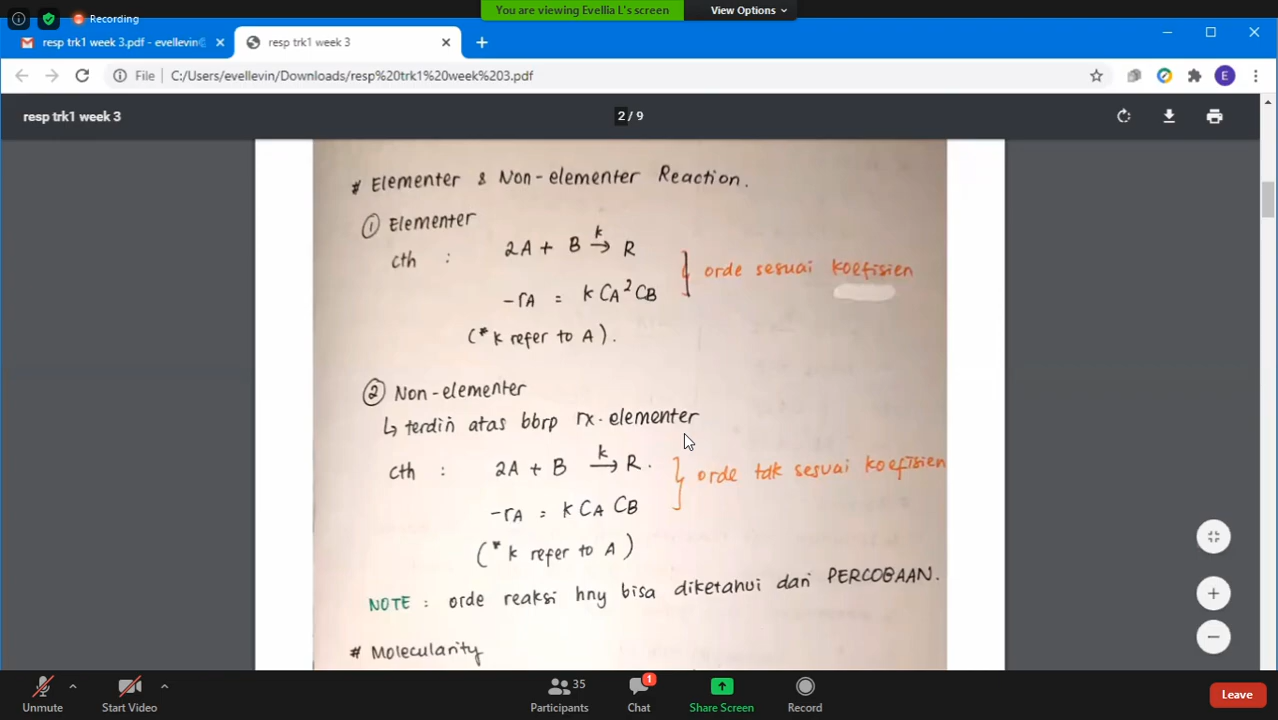 Recording
You are viewing Evellia L's screen
View Options
resp trk1 week 3.pdf - evellevin@
resp trk1 week 3
File
C:/Users/evellevin/Downloads/resp%20trk1%20week%203.pdf
E
resp trk1 week 3
2 / 9
# Elementer & Non-elementer Reaction.
① Elementer
cth : 2A + B →k R
-rA = k CA² CB
} orde sesuai koefisien
(* k refer to A).
② Non-elementer
↳ terdiri atas bbrp rx. elementer
cth : 2A + B →k R.
-rA = k CA CB
} orde tdk sesuai koefisien
(* k refer to A)
NOTE : orde reaksi hny bisa diketahui dari PERCOBAAN.
# Molecularity
Unmute
Start Video
35
Participants
1
Chat
Share Screen
Record
Leave